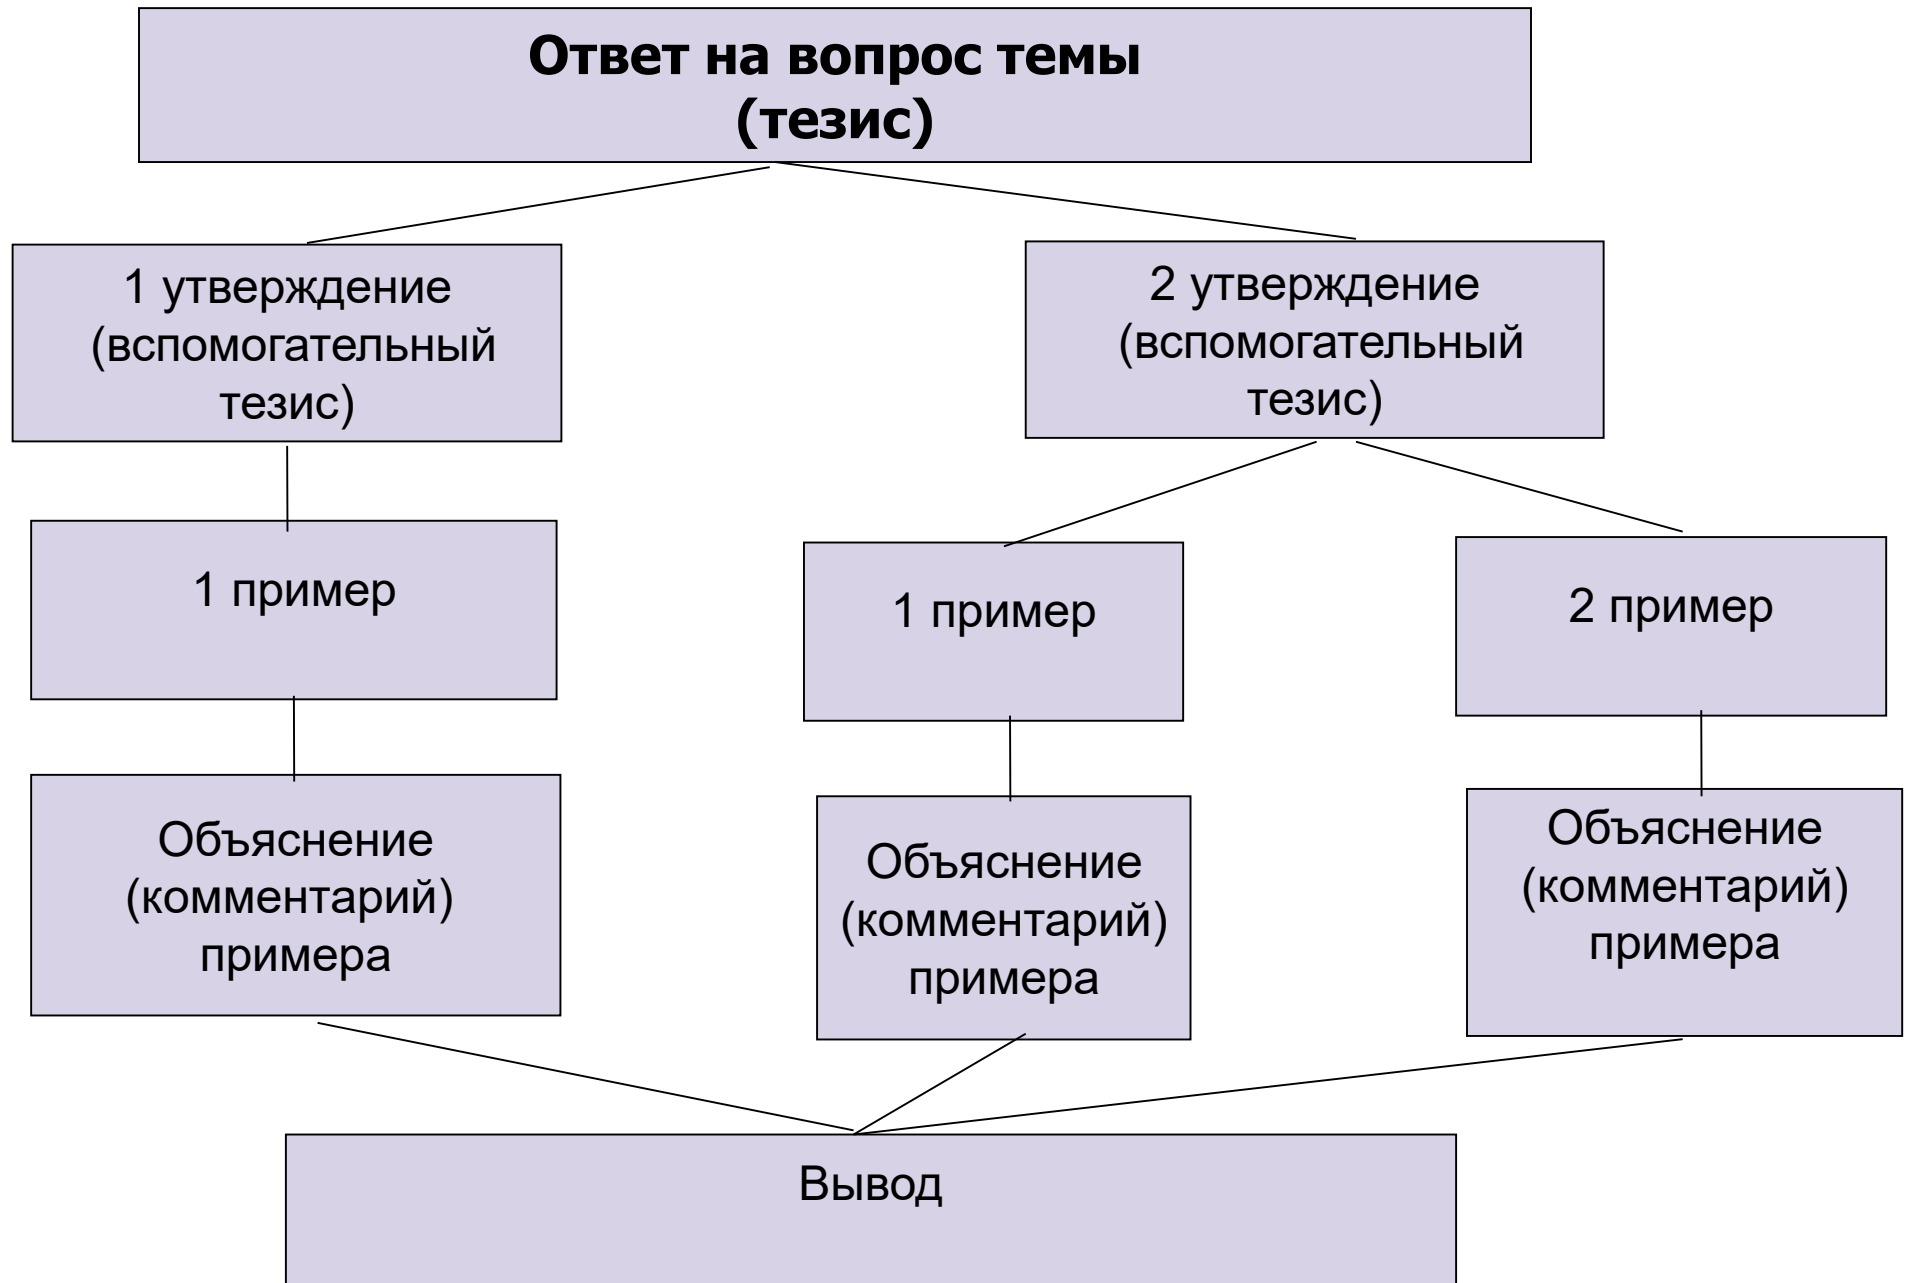 Ответ на вопрос темы
(тезис)
1 утверждение
(вспомогательный
тезис)
2 утверждение
(вспомогательный
тезис)
1 пример
1 пример
2 пример
Объяснение
(комментарий)
примера
Объяснение
(комментарий)
примера
Объяснение
(комментарий)
примера
Вывод